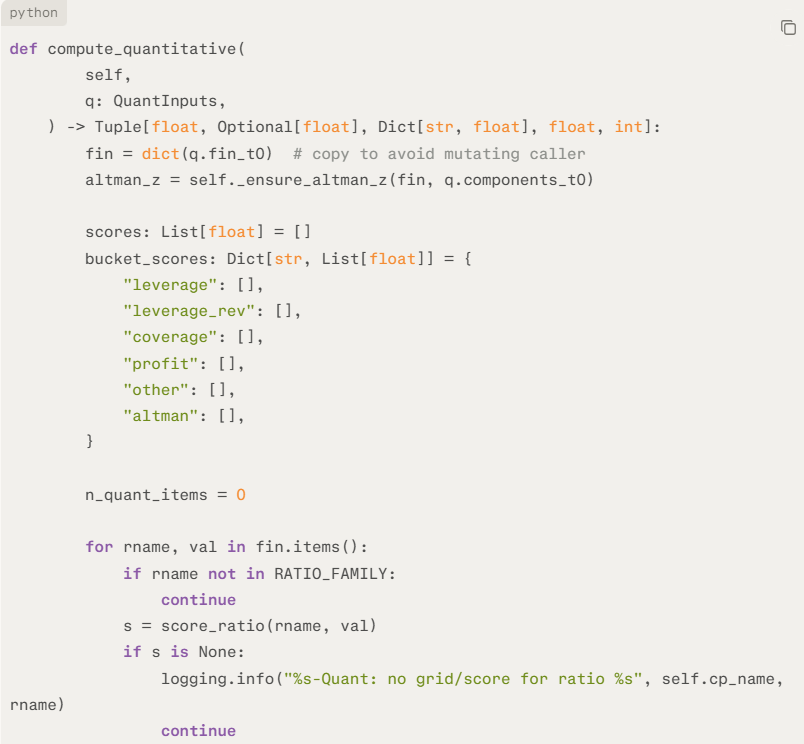 python
def compute_quantitative(
        self,
        q: QuantInputs,
    ) -> Tuple[float, Optional[float], Dict[str, float], float, int]:
        fin = dict(q.fin_t0)  # copy to avoid mutating caller
        altman_z = self._ensure_altman_z(fin, q.components_t0)

        scores: List[float] = []
        bucket_scores: Dict[str, List[float]] = {
            "leverage": [],
            "leverage_rev": [],
            "coverage": [],
            "profit": [],
            "other": [],
            "altman": [],
        }

        n_quant_items = 0

        for rname, val in fin.items():
            if rname not in RATIO_FAMILY:
                continue
            s = score_ratio(rname, val)
            if s is None:
                logging.info("%s-Quant: no grid/score for ratio %s", self.cp_name,
rname)
                continue